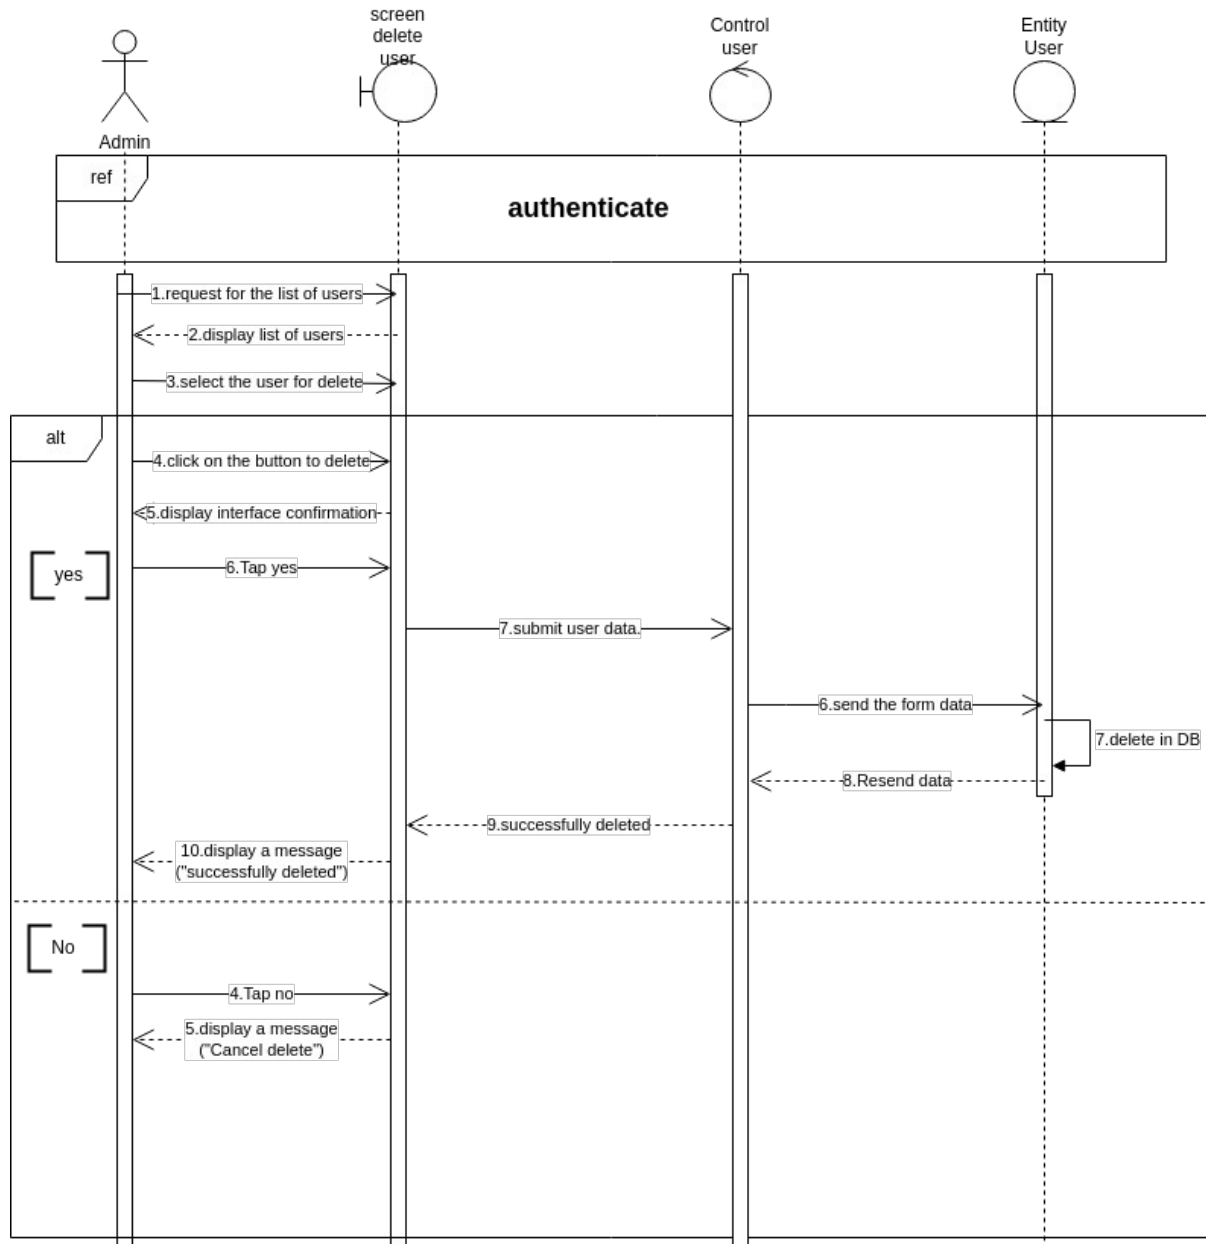 screen
delete
user
Control
user
Entity
User
Admin
ref
authenticate
1.request for the list of users
2.display list of users
3.select the user for delete
alt
4.click on the button to delete
5.display interface confirmation
yes
6.Tap yes
7.submit user data.
6.send the form data
7.delete in DB
8.Resend data
9.successfully deleted
10.display a message
("successfully deleted")
No
4.Tap no
5.display a message
("Cancel delete")